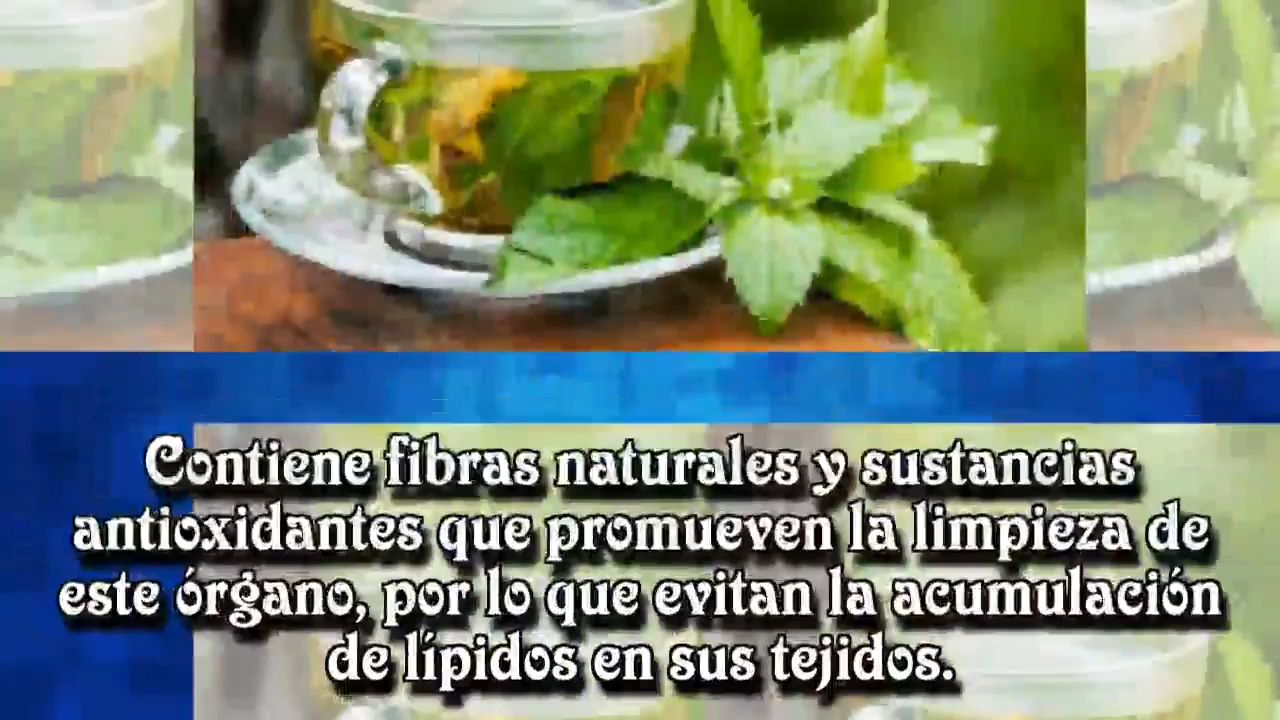 Contiene fibras naturales y sustancias
antioxidantes que promueven la limpieza de
este órgano, por lo que evitan la acumulación
de lípidos en sus tejidos.